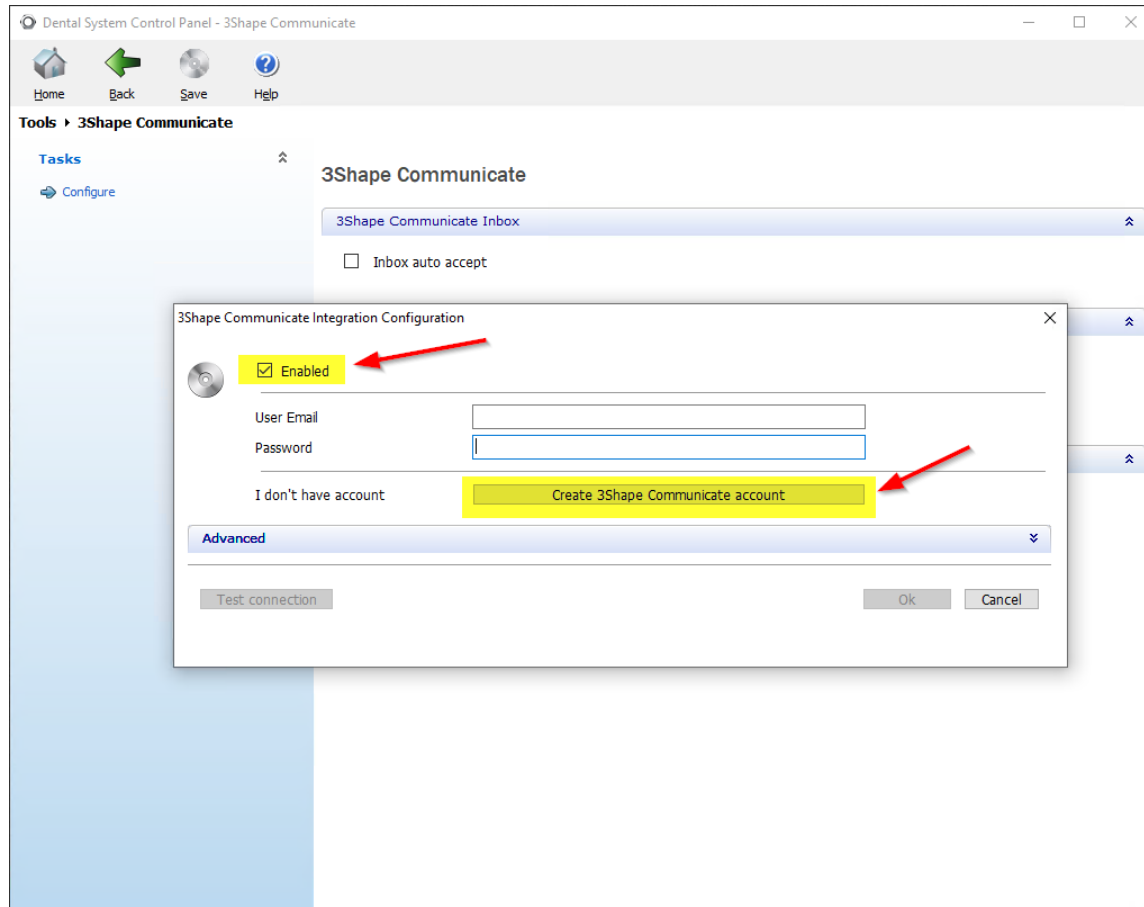 Dental System Control Panel - 3Shape Communicate
Home Back Save Help
Tools ▸ 3Shape Communicate
Tasks
Configure
3Shape Communicate
3Shape Communicate Inbox
Inbox auto accept
3Shape Communicate Integration Configuration
Enabled
User Email
Password
I don't have account Create 3Shape Communicate account
Advanced
Test connection Ok Cancel